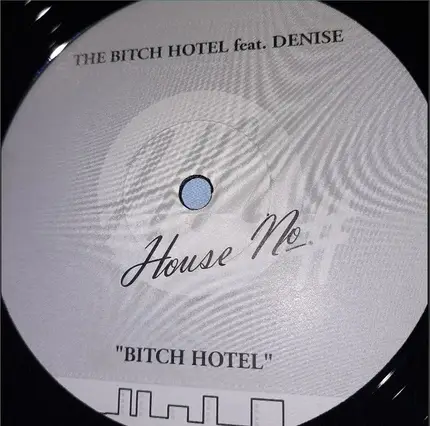 THE BITCH HOTEL feat. DENISE
House No.
"BITCH HOTEL"